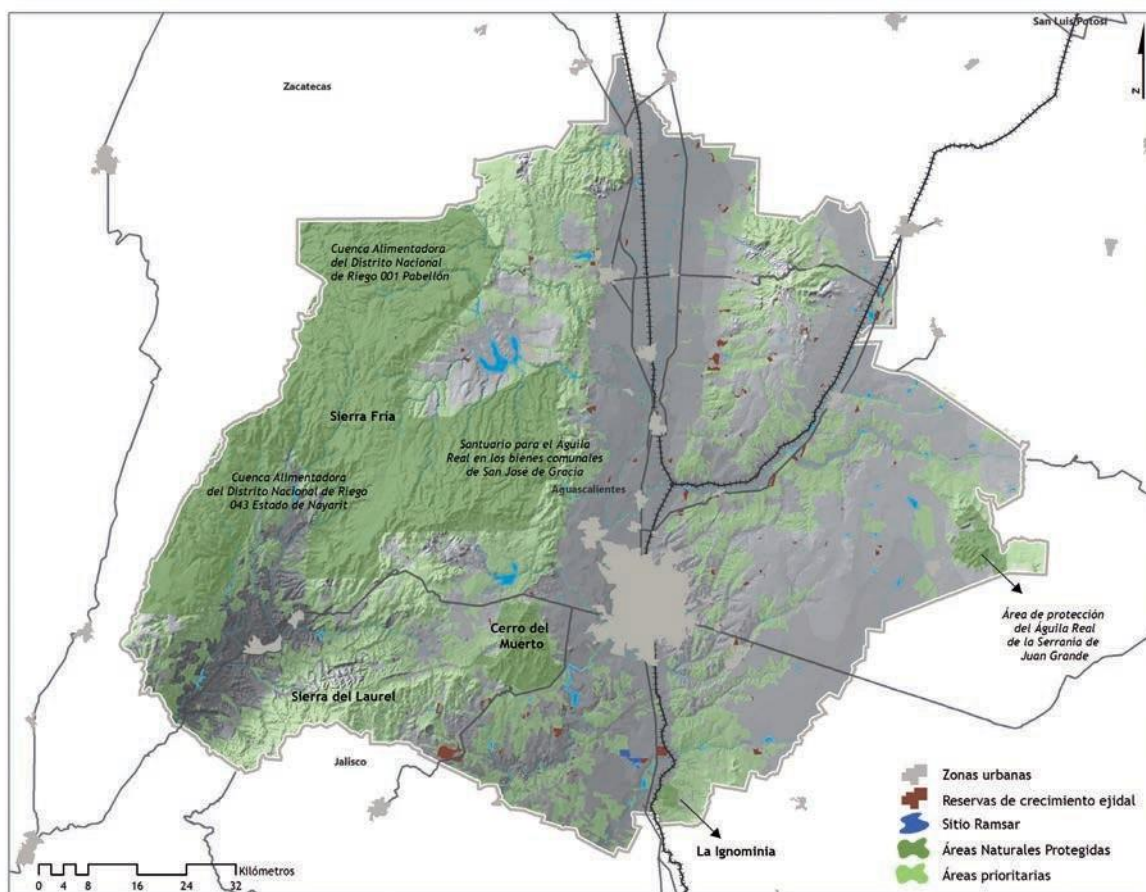 San Luis Potosí
Zacatecas
N
Cuenca Alimentadora
del Distrito Nacional
de Riego 001 Pabellón
Sierra Fría
Santuario para el Águila
Real en los bienes comunales
de San José de Gracia
Cuenca Alimentadora
del Distrito Nacional de Riego
043 Estado de Nayarit
Aguascalientes
Cerro del
Muerto
Área de protección
del Águila Real
de la Serranía de
Juan Grande
Sierra del Laurel
Jalisco
La Ignominia
Zonas urbanas
Reservas de crecimiento ejidal
Sitio Ramsar
Áreas Naturales Protegidas
Áreas prioritarias
Kilómetros
0 4 8 16 24 32